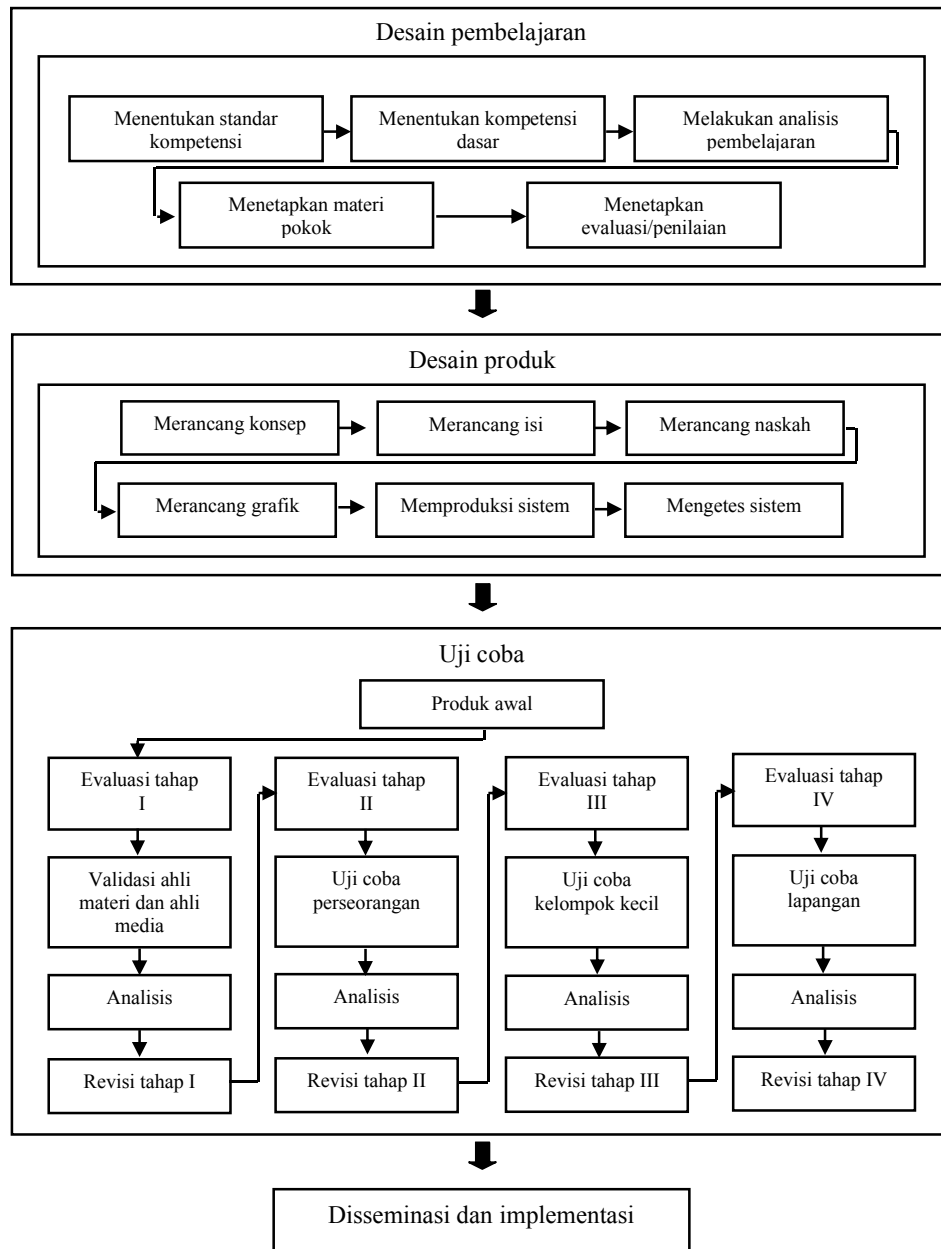 Desain pembelajaran
Menentukan standar
kompetensi
Menentukan kompetensi
dasar
Melakukan analisis
pembelajaran
Menetapkan materi
pokok
Menetapkan
evaluasi/penilaian
Desain produk
Merancang konsep
Merancang isi
Merancang naskah
Merancang grafik
Memproduksi sistem
Mengetes sistem
Uji coba
Produk awal
Evaluasi tahap
I
Validasi ahli
materi dan ahli
media
Analisis
Revisi tahap I
Evaluasi tahap
II
Uji coba
perseorangan
Analisis
Revisi tahap II
Evaluasi tahap
III
Uji coba
kelompok kecil
Analisis
Revisi tahap III
Evaluasi tahap
IV
Uji coba
lapangan
Analisis
Revisi tahap IV
Disseminasi dan implementasi